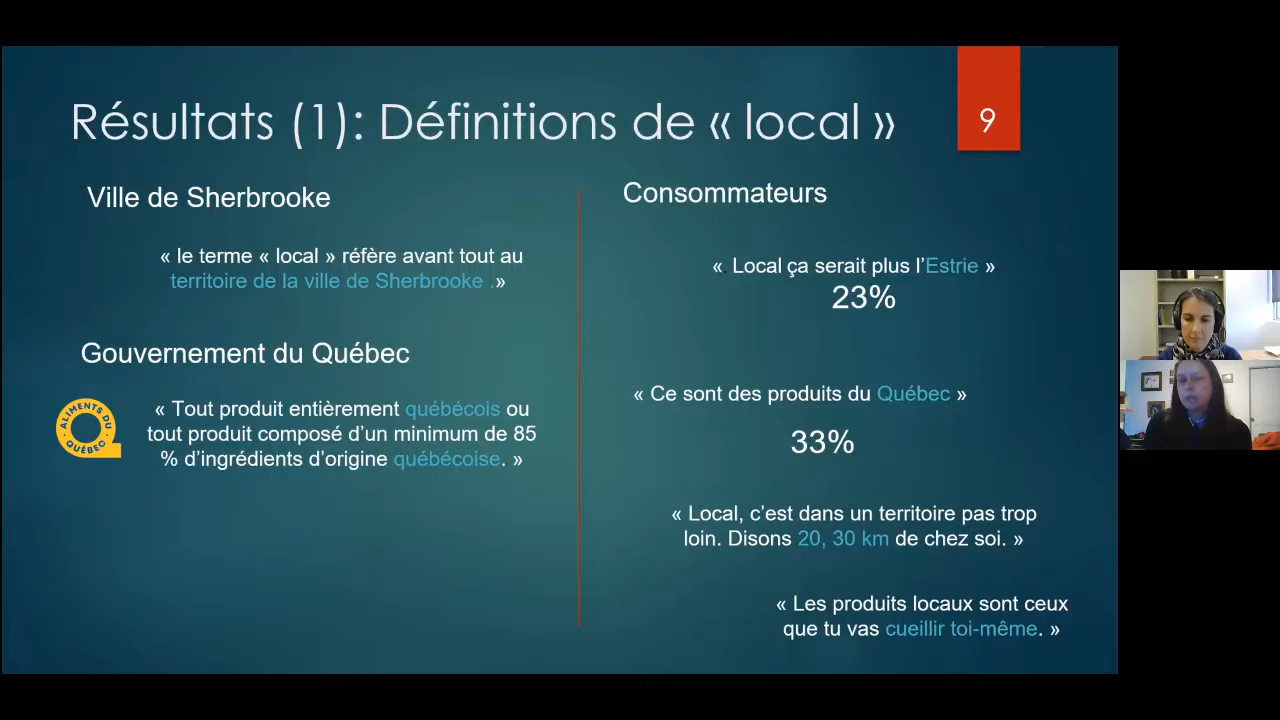 Résultats (1): Définitions de « local »
9
Ville de Sherbrooke
« le terme « local » réfère avant tout au
territoire de la ville de Sherbrooke .»
Gouvernement du Québec
ALIMENTS DU
QUÉBEC
« Tout produit entièrement québécois ou
tout produit composé d’un minimum de 85
% d’ingrédients d’origine québécoise. »
Consommateurs
« Local ça serait plus l’Estrie »
23%
« Ce sont des produits du Québec »
33%
« Local, c’est dans un territoire pas trop
loin. Disons 20, 30 km de chez soi. »
« Les produits locaux sont ceux
que tu vas cueillir toi-même. »